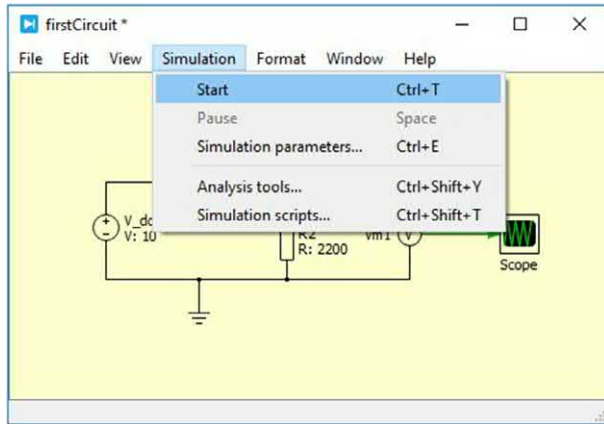 firstCircuit *
File Edit View Simulation Format Window Help
Start Ctrl+T
Pause Space
Simulation parameters... Ctrl+E
Analysis tools... Ctrl+Shift+Y
Simulation scripts... Ctrl+Shift+T
V_dc
V: 10
R2
R: 2200
Vm1
V
Scope